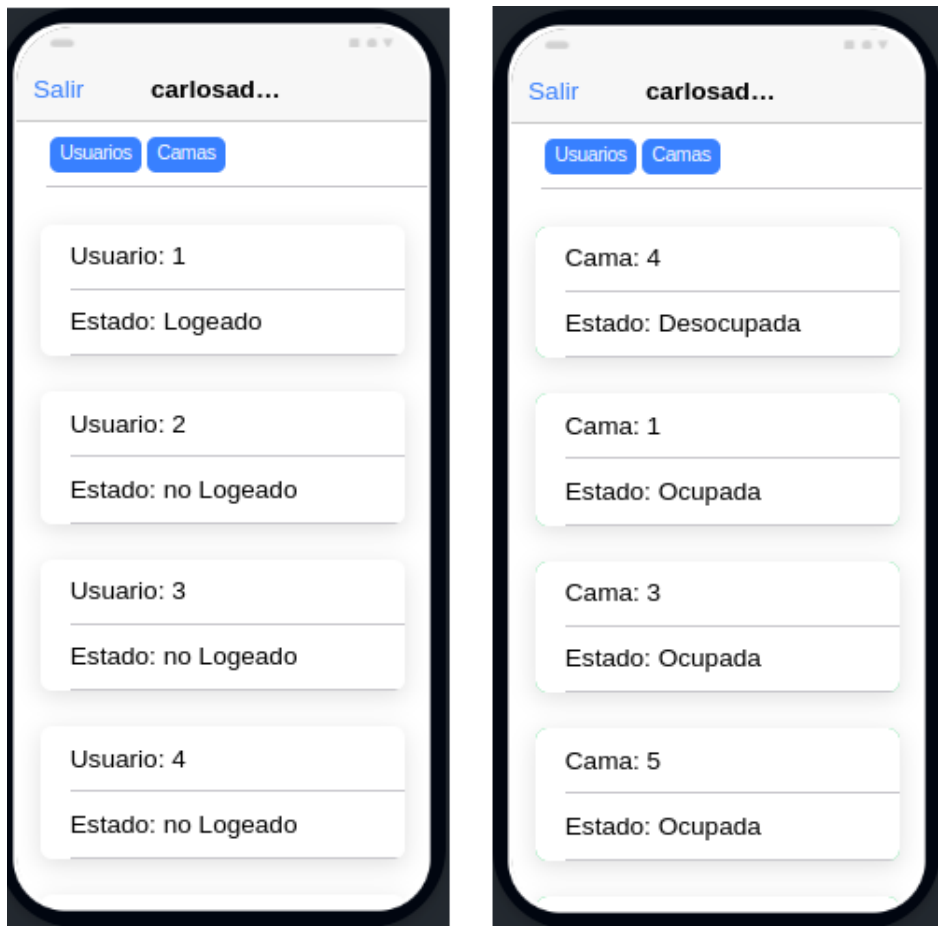 Salir carlosad...
Usuarios Camas
Usuario: 1
Estado: Logeado
Usuario: 2
Estado: no Logeado
Usuario: 3
Estado: no Logeado
Usuario: 4
Estado: no Logeado
Salir carlosad...
Usuarios Camas
Cama: 4
Estado: Desocupada
Cama: 1
Estado: Ocupada
Cama: 3
Estado: Ocupada
Cama: 5
Estado: Ocupada